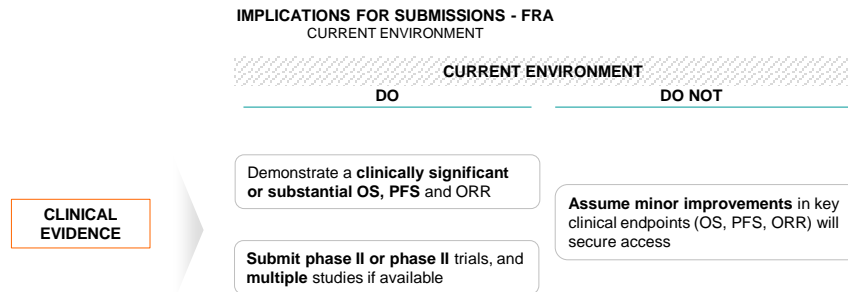 IMPLICATIONS FOR SUBMISSIONS - FRA
CURRENT ENVIRONMENT
CURRENT ENVIRONMENT
DO
DO NOT
CLINICAL
EVIDENCE
Demonstrate a clinically significant
or substantial OS, PFS and ORR
Submit phase II or phase II trials, and
multiple studies if available
Assume minor improvements in key
clinical endpoints (OS, PFS, ORR) will
secure access